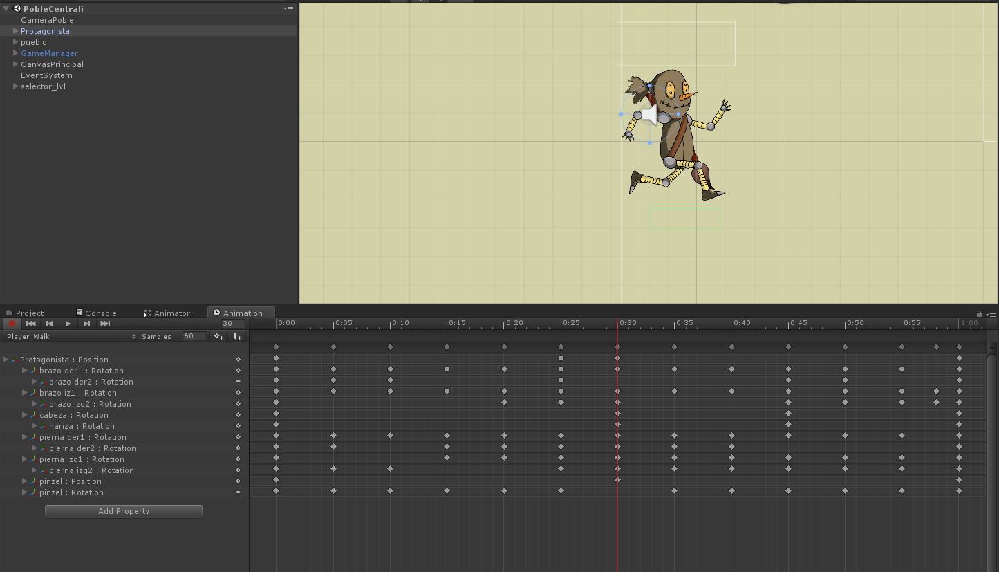 PobleCentrali
CameraPoble
Protagonista
pueblo
GameManager
CanvasPrincipal
EventSystem
selector_lvl
Project Console Animator Animation
30 0:00 0:05 0:10 0:15 0:20 0:25 0:30 0:35 0:40 0:45 0:50 0:55 1:00
Player_Walk Samples 60
Protagonista : Position
brazo der1 : Rotation
brazo der2 : Rotation
brazo iz1 : Rotation
brazo izq2 : Rotation
cabeza : Rotation
nariza : Rotation
pierna der1 : Rotation
pierna der2 : Rotation
pierna izq1 : Rotation
pierna izq2 : Rotation
pinzel : Position
pinzel : Rotation
Add Property